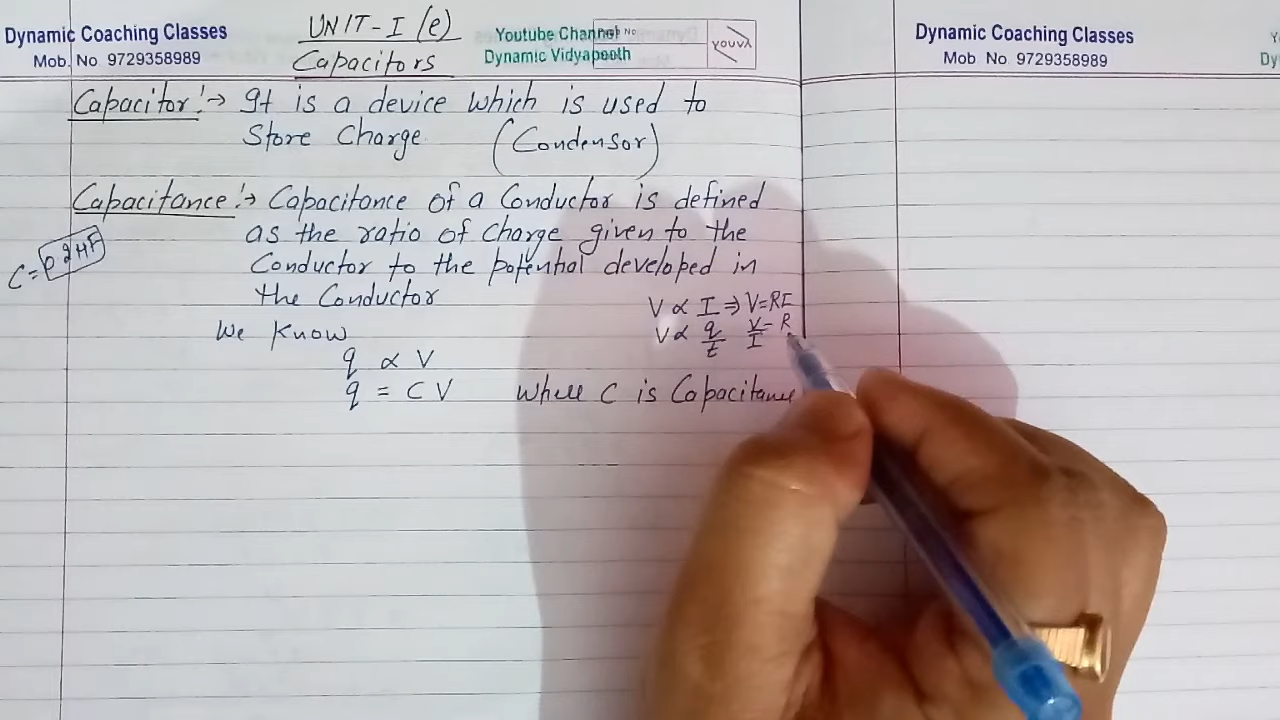 Dynamic Coaching Classes
Mob. No. 9729358989
UNIT-I (e)
Capacitors
Youtube Channel
Dynamic Vidyapeeth
YOUVA
Dynamic Coaching Classes
Mob No. 9729358989
Capacitor:→ It is a device which is used to
Store Charge. (Condensor)
Capacitance:→ Capacitance of a Conductor is defined
as the ratio of Charge given to the
Conductor to the potential developed in
the Conductor
V ∝ I ⇒ V=RI
V ∝ q/t V/I = R
We Know
q ∝ V
q = C V Where C is Capacitance